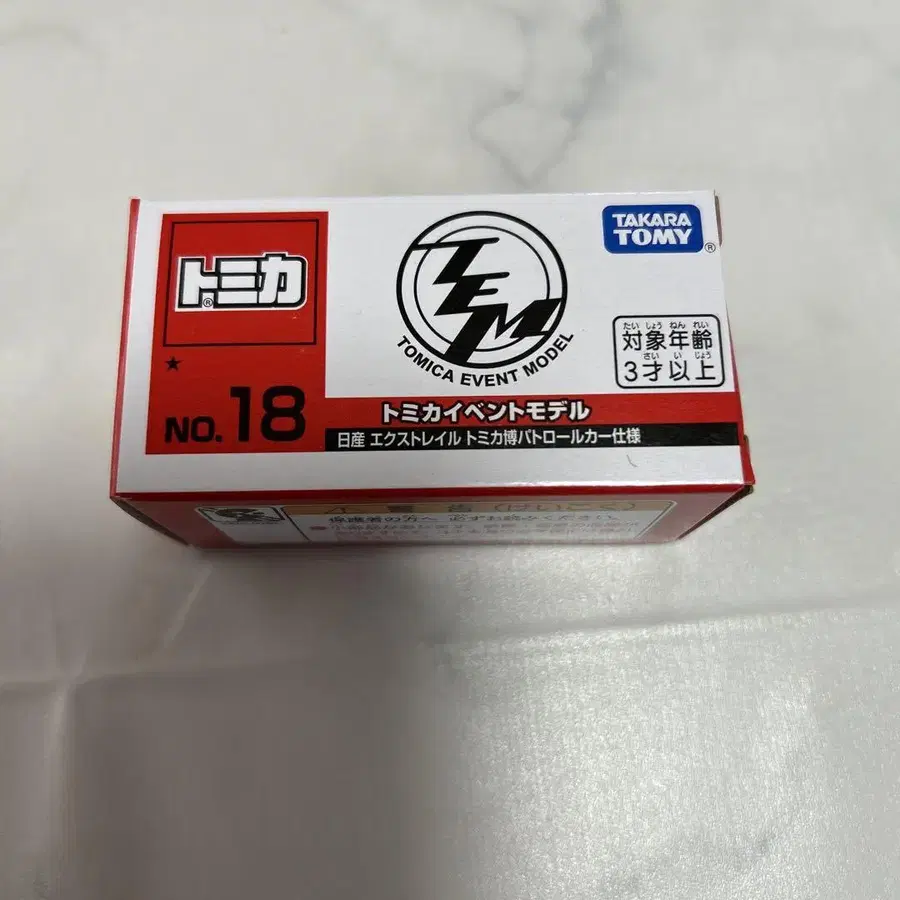 トミカ®
★
NO.18
TEM
TOMICA EVENT MODEL
TAKARA TOMY®
たいしょうねんれい
対象年齢
さいいじょう
3才以上
トミカイベントモデル
日産 エクストレイル トミカ博パトロールカー仕様
保護者の方へ 必ずお読みください。